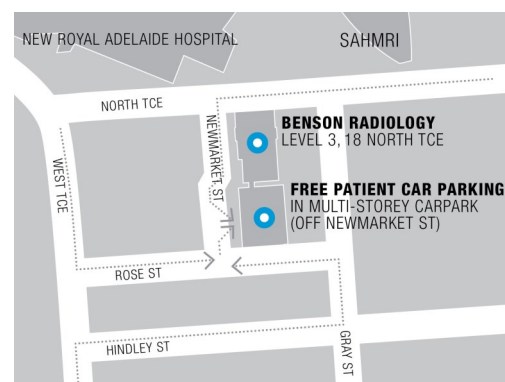 NEW ROYAL ADELAIDE HOSPITAL
SAHMRI
NORTH TCE
NEWMARKET ST
BENSON RADIOLOGY
LEVEL 3, 18 NORTH TCE
WEST TCE
FREE PATIENT CAR PARKING
IN MULTI-STOREY CARPARK
(OFF NEWMARKET ST)
ROSE ST
HINDLEY ST
GRAY ST